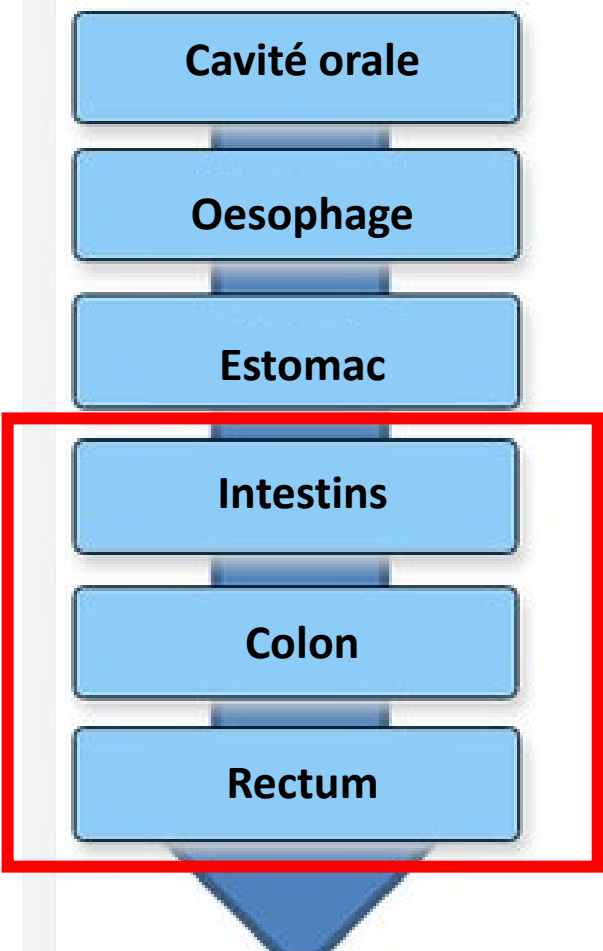 Cavité orale
Oesophage
Estomac
Intestins
Colon
Rectum